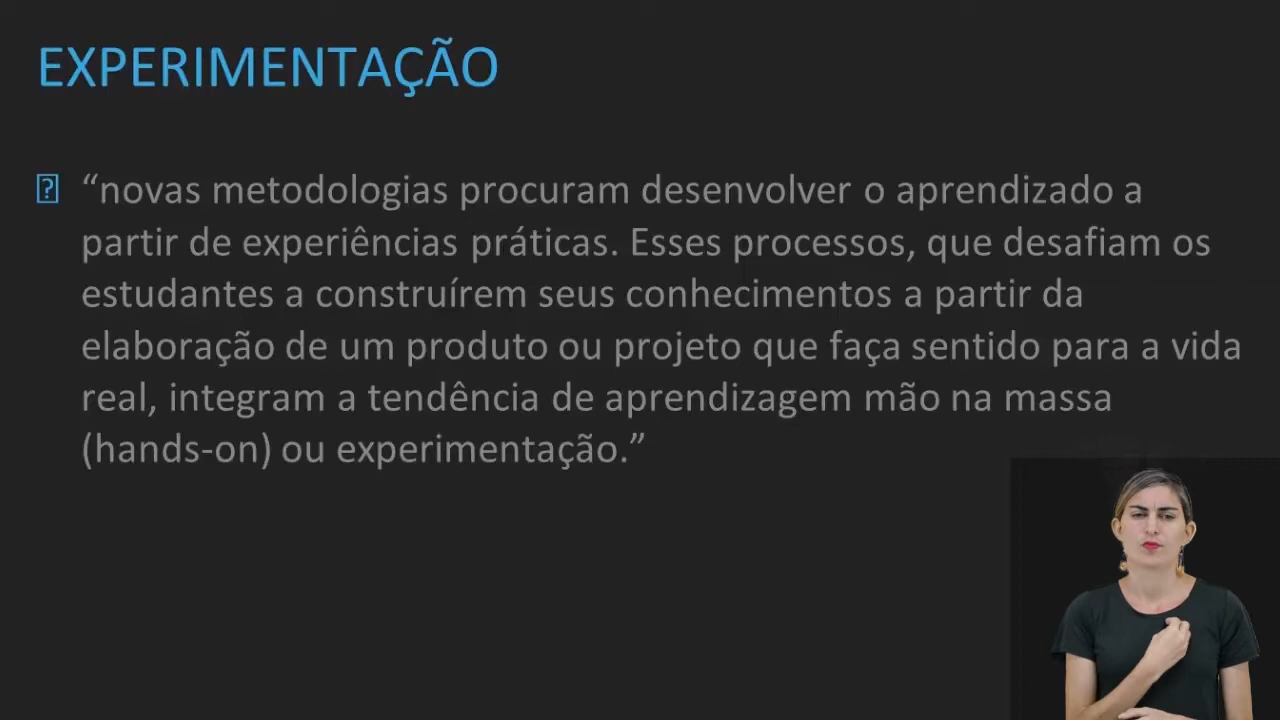 EXPERIMENTAÇÃO
“novas metodologias procuram desenvolver o aprendizado a
partir de experiências práticas. Esses processos, que desafiam os
estudantes a construírem seus conhecimentos a partir da
elaboração de um produto ou projeto que faça sentido para a vida
real, integram a tendência de aprendizagem mão na massa
(hands-on) ou experimentação.”